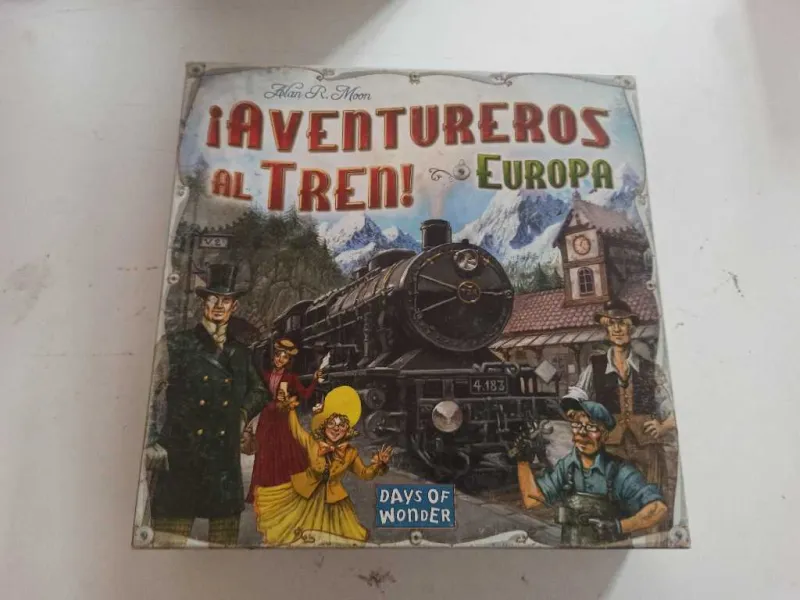 Alan R. Moon
¡AVENTUREROS
AL TREN!
EUROPA
4.183
DAYS OF
WONDER